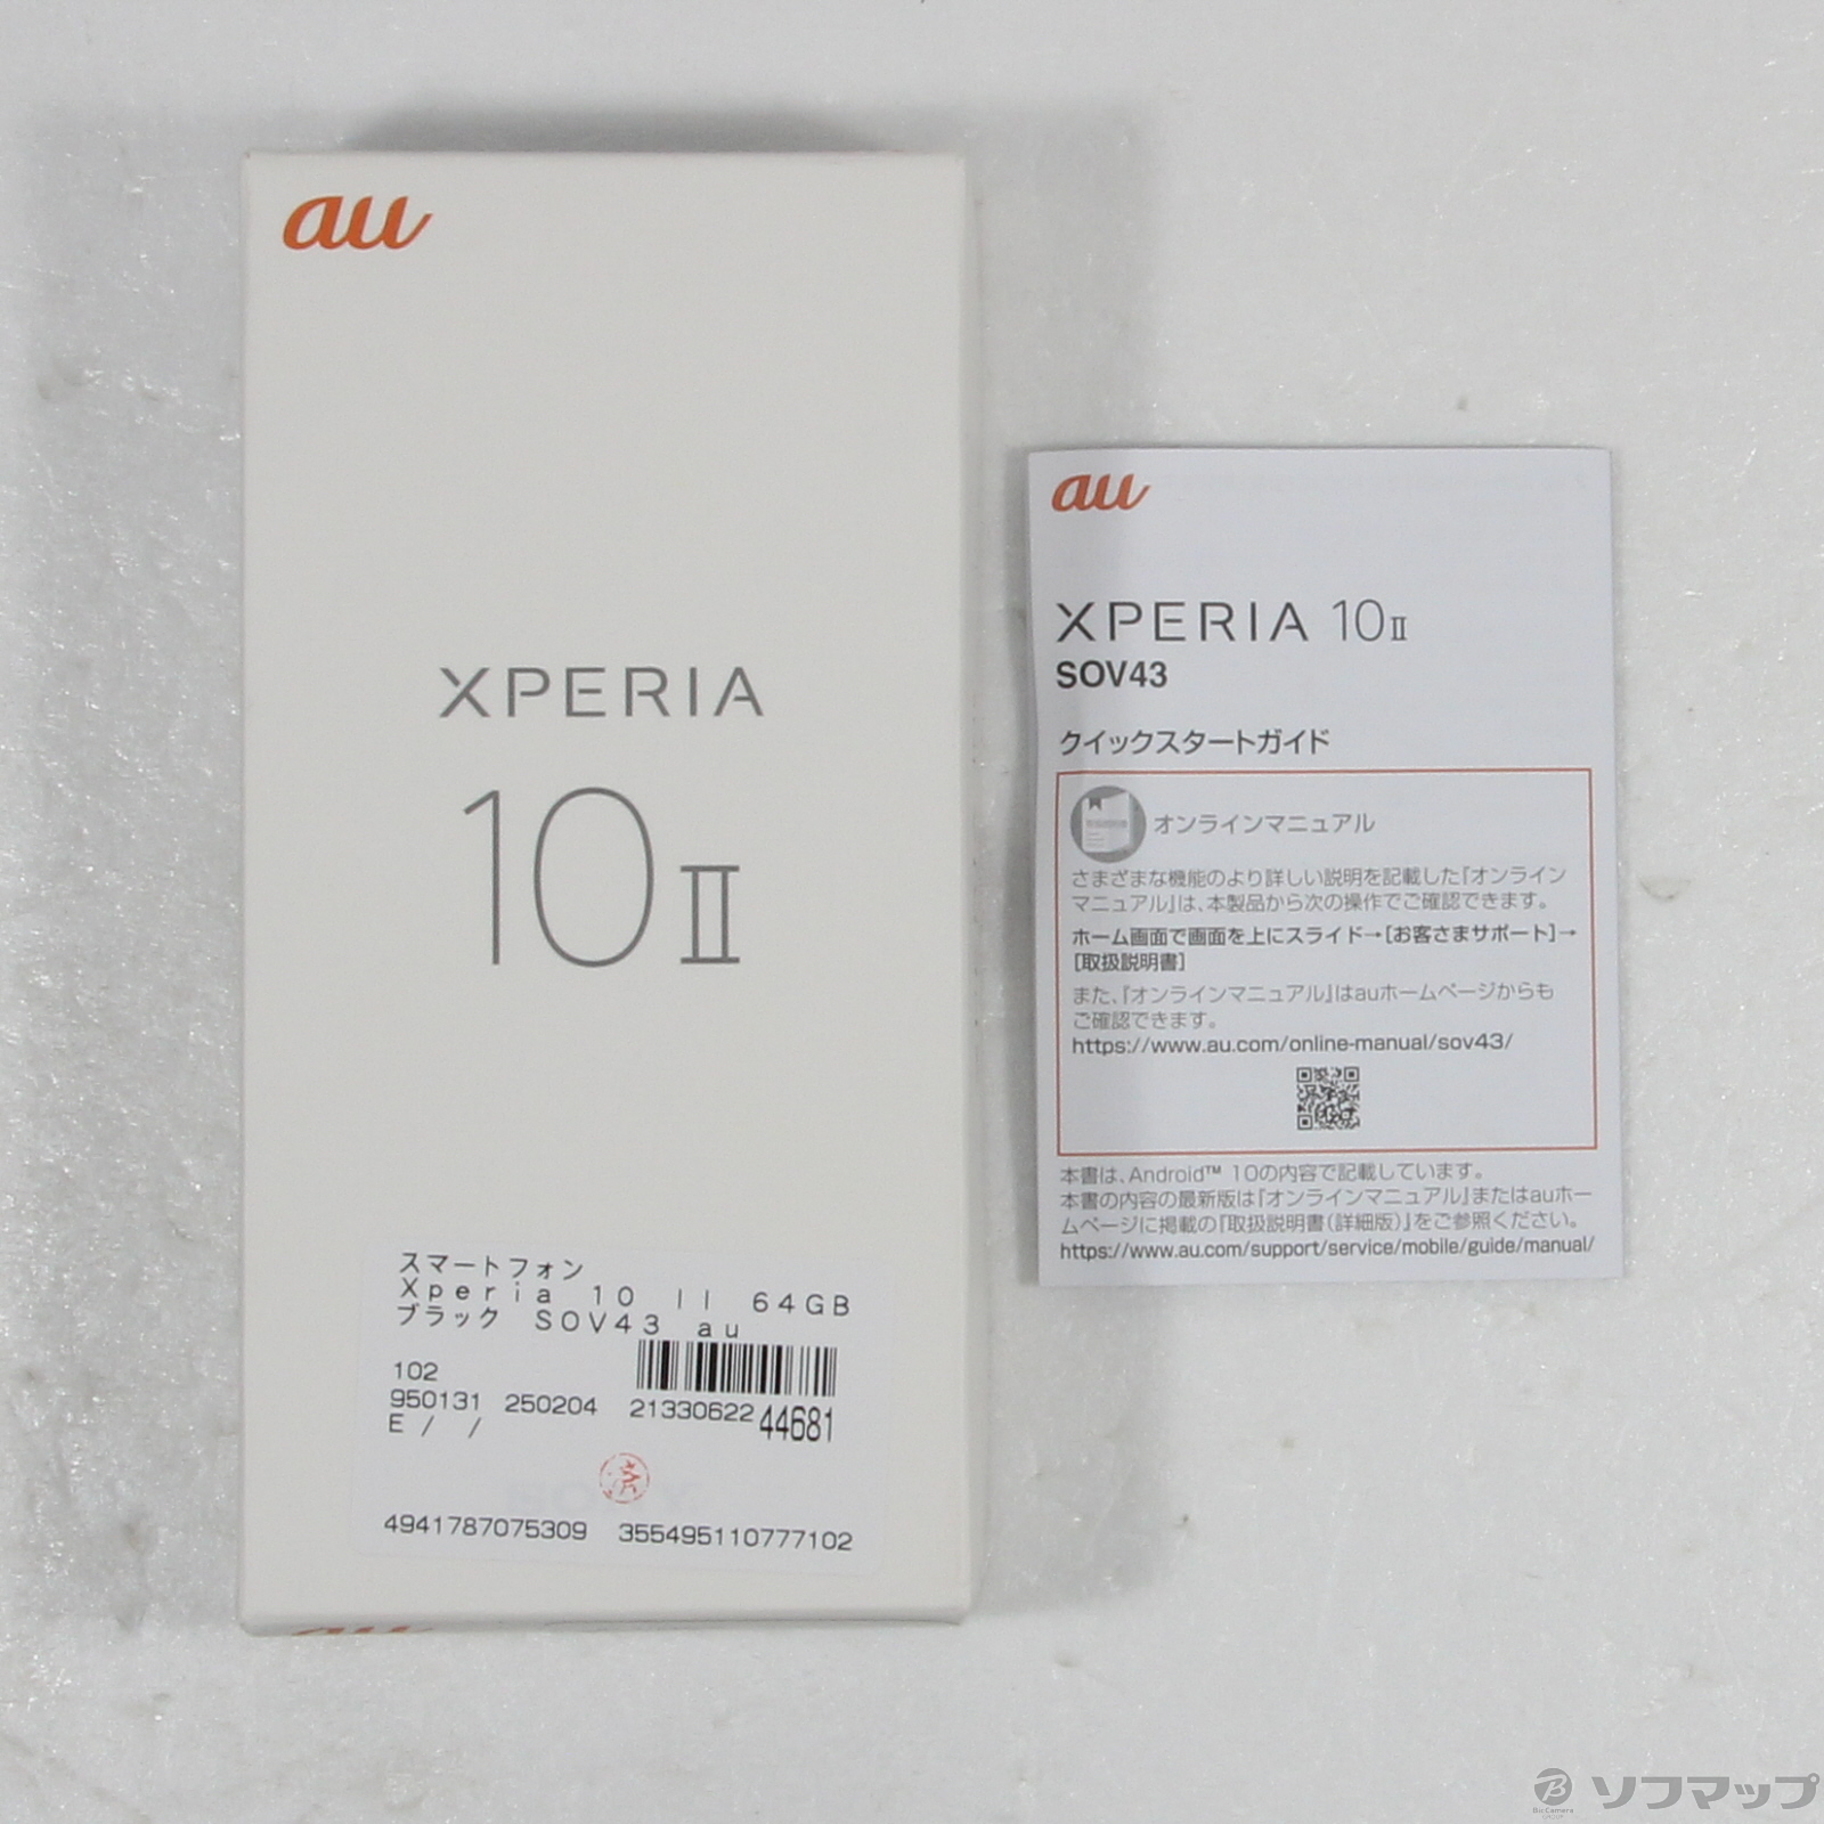 au
XPERIA
10 II
スマートフォン
Xperia 10 II 64GB
ブラック SOV43 au
102
950131 250204 2133062244681
E / /
済
4941787075309 355495110777102
au
au
XPERIA 10 II
SOV43
クイックスタートガイド
オンラインマニュアル
さまざまな機能のより詳しい説明を記載した『オンライン
マニュアル』は、本製品から次の操作でご確認できます。
ホーム画面で画面を上にスライド→[お客さまサポート]→
[取扱説明書]
また、『オンラインマニュアル』はauホームページからも
ご確認できます。
https://www.au.com/online-manual/sov43/
本書は、Android™ 10の内容で記載しています。
本書の内容の最新版は『オンラインマニュアル』またはauホー
ムページに掲載の『取扱説明書（詳細版）』をご参照ください。
https://www.au.com/support/service/mobile/guide/manual/
BicCamera
GROUP
ソフマップ